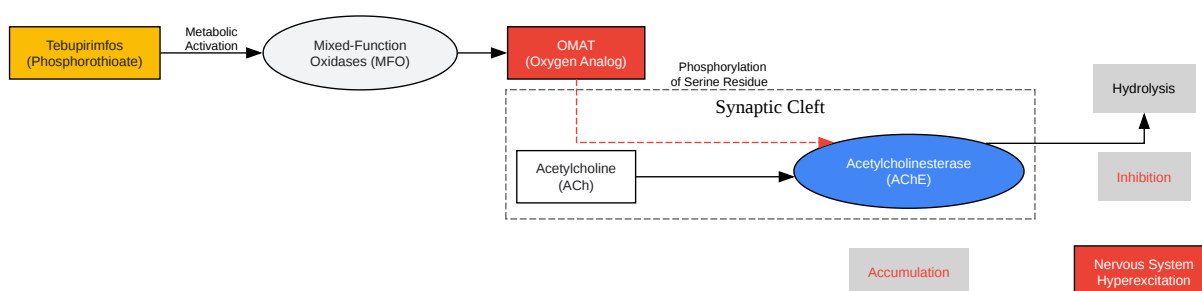 Tebupirimfos
(Phosphorothioate)
Metabolic
Activation
Mixed-Function
Oxidases (MFO)
OMAT
(Oxygen Analog)
Phosphorylation
of Serine Residue
Synaptic Cleft
Acetylcholine
(ACh)
Acetylcholinesterase
(AChE)
Hydrolysis
Inhibition
Accumulation
Nervous System
Hyperexcitation